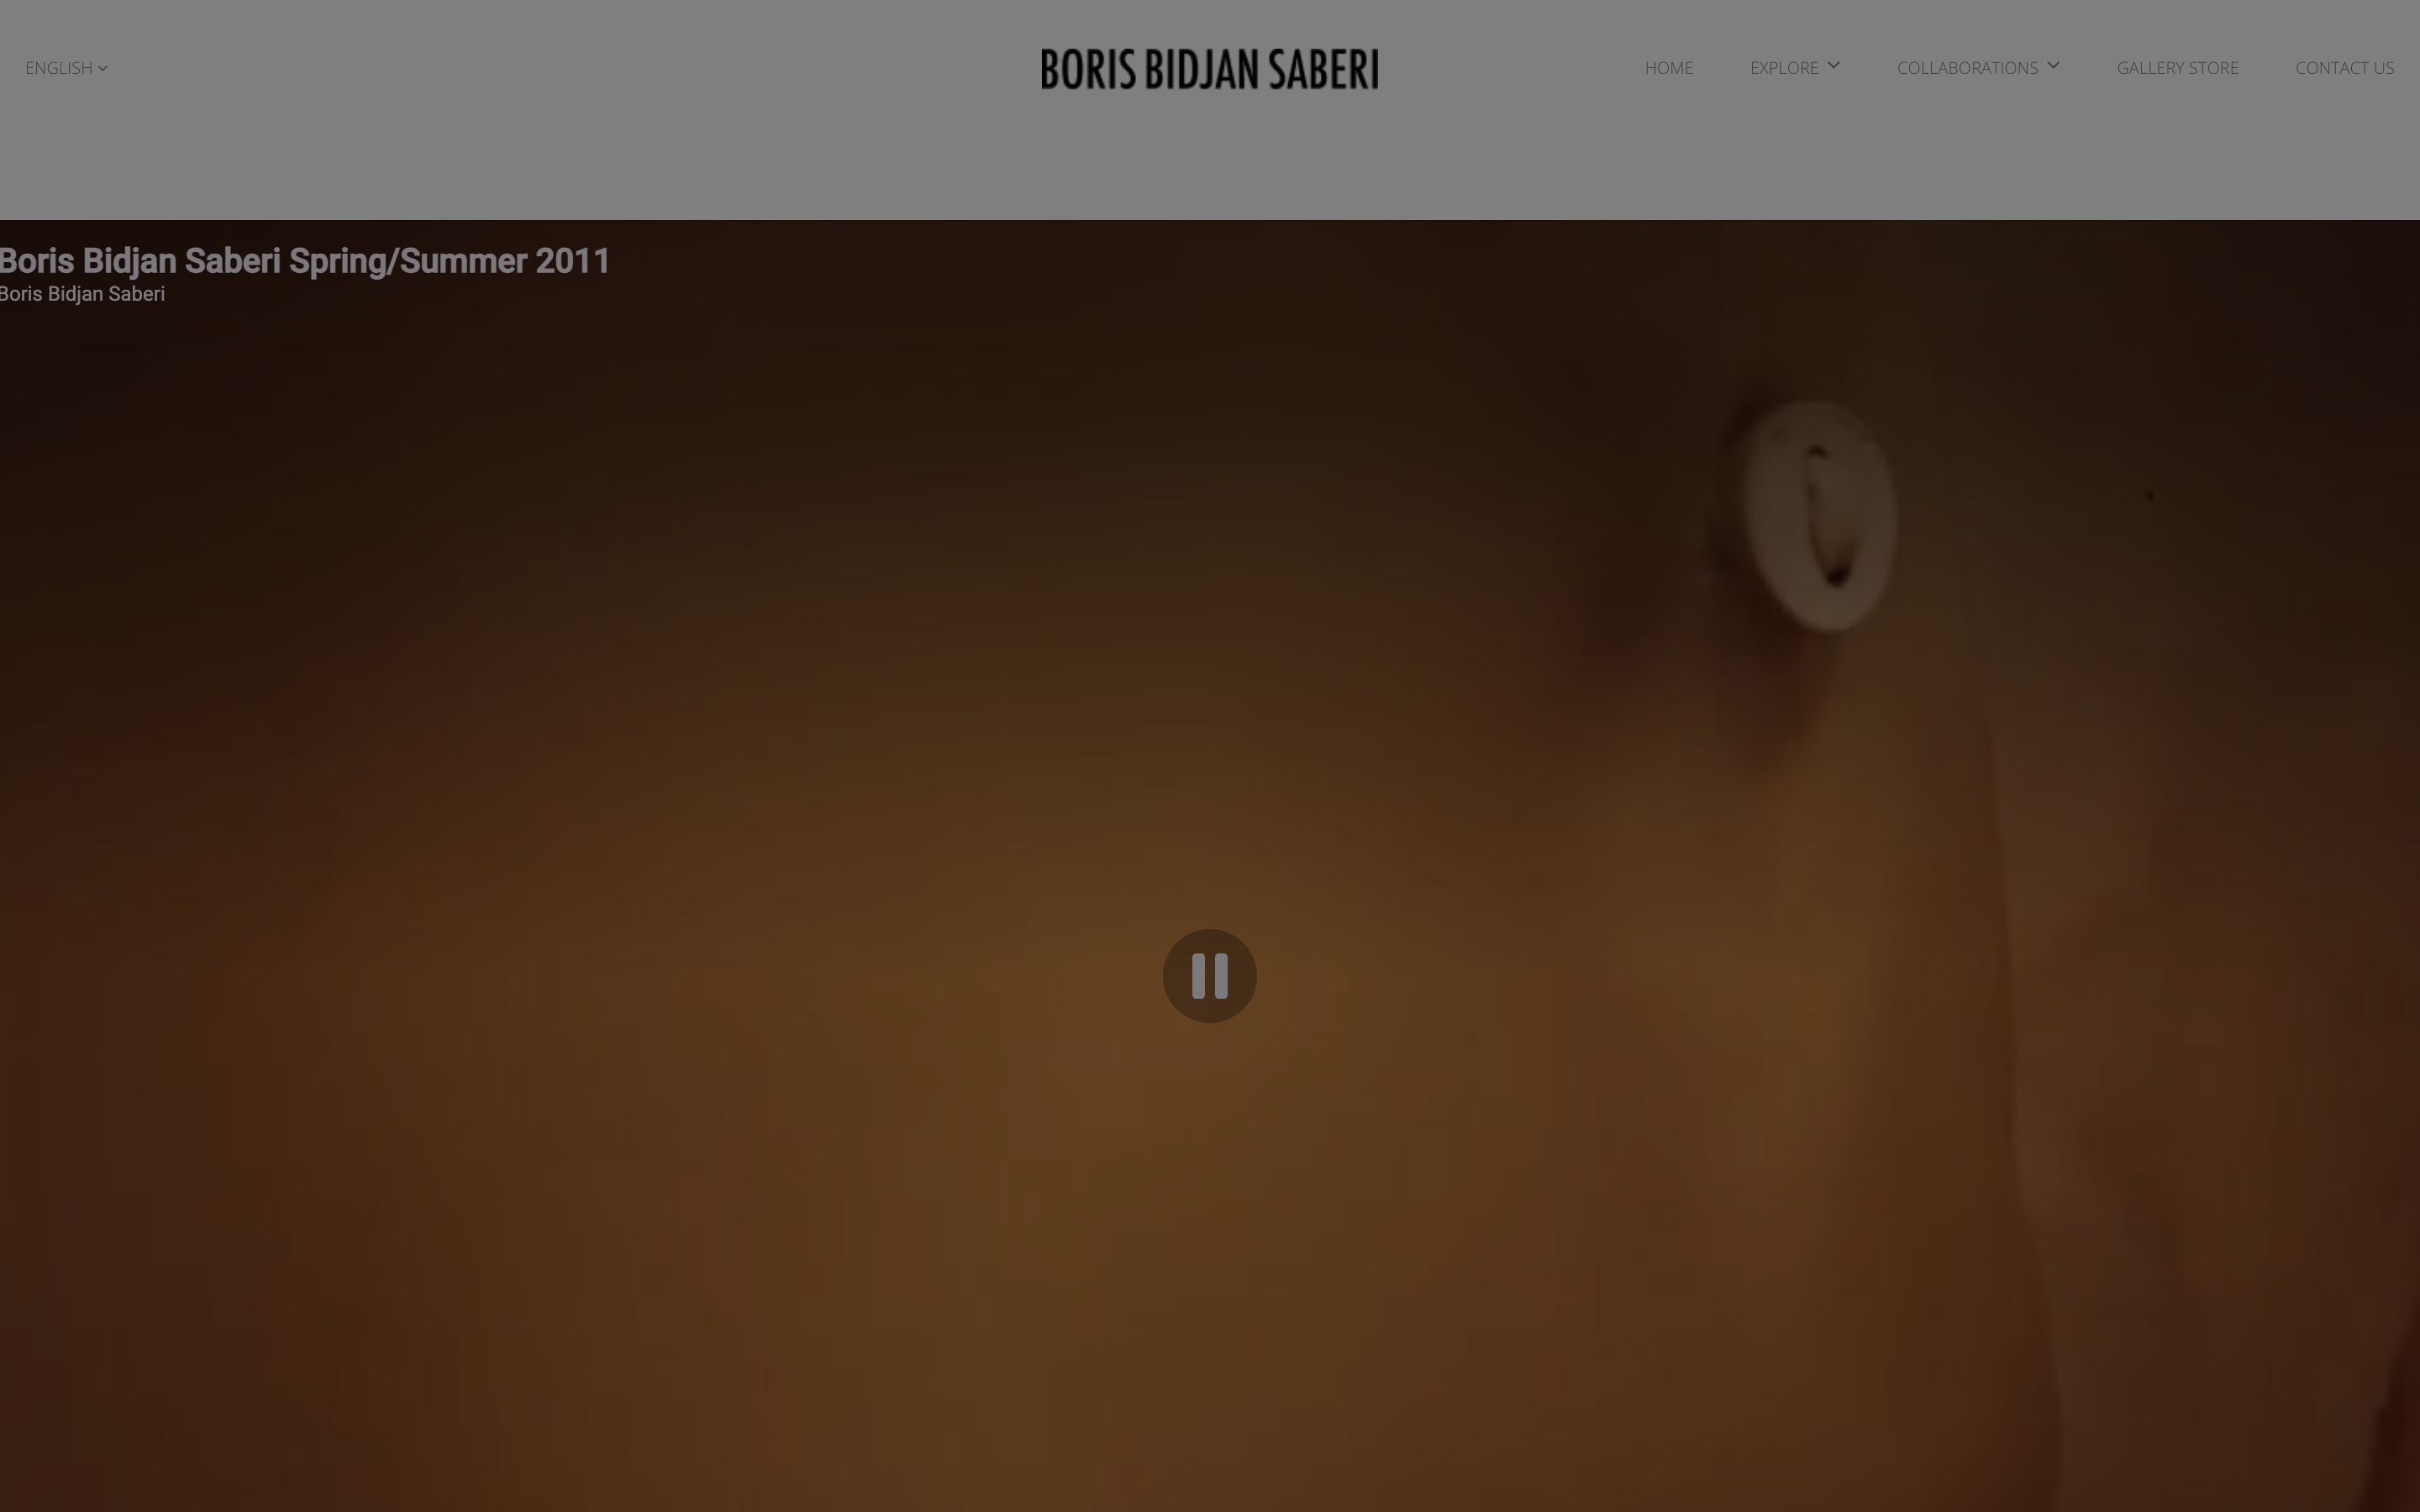 ENGLISH
BORIS BIDJAN SABERI
HOME EXPLORE COLLABORATIONS GALLERY STORE CONTACT US
Boris Bidjan Saberi Spring/Summer 2011
Boris Bidjan Saberi